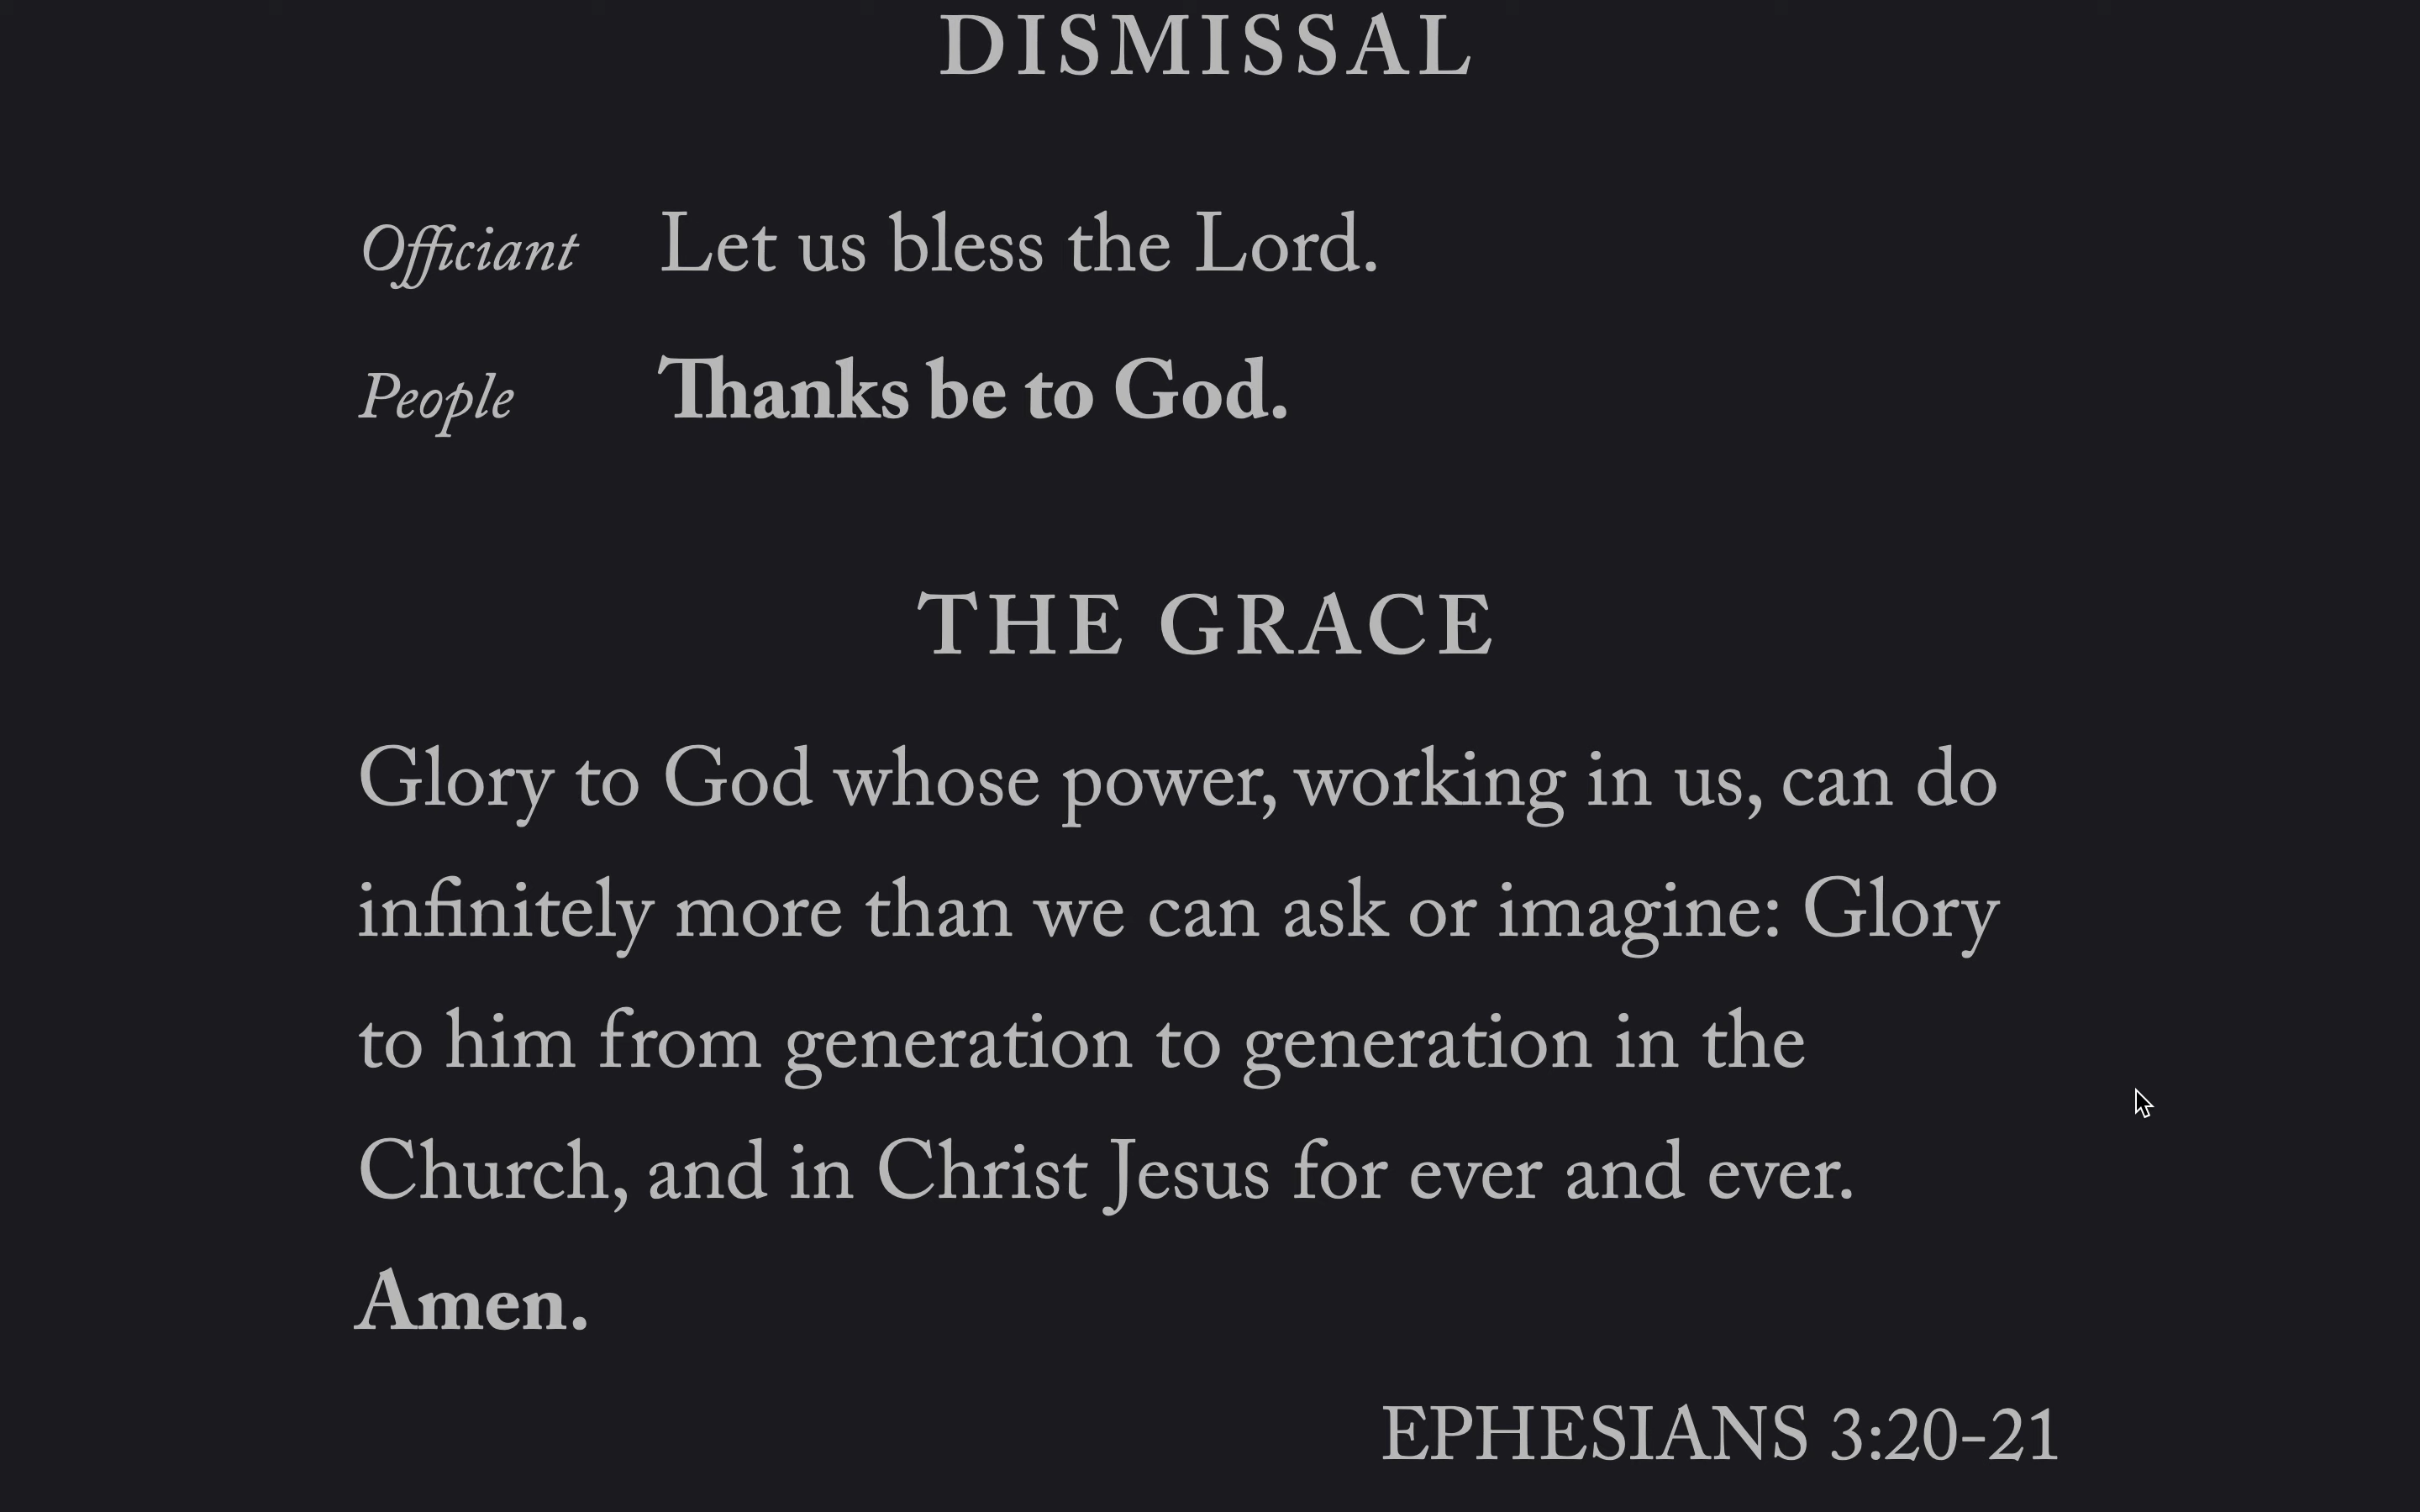 DISMISSAL
Officiant Let us bless the Lord.
People Thanks be to God.
THE GRACE
Glory to God whose power, working in us, can do
infinitely more than we can ask or imagine: Glory
to him from generation to generation in the
Church, and in Christ Jesus for ever and ever.
Amen.
EPHESIANS 3:20–21